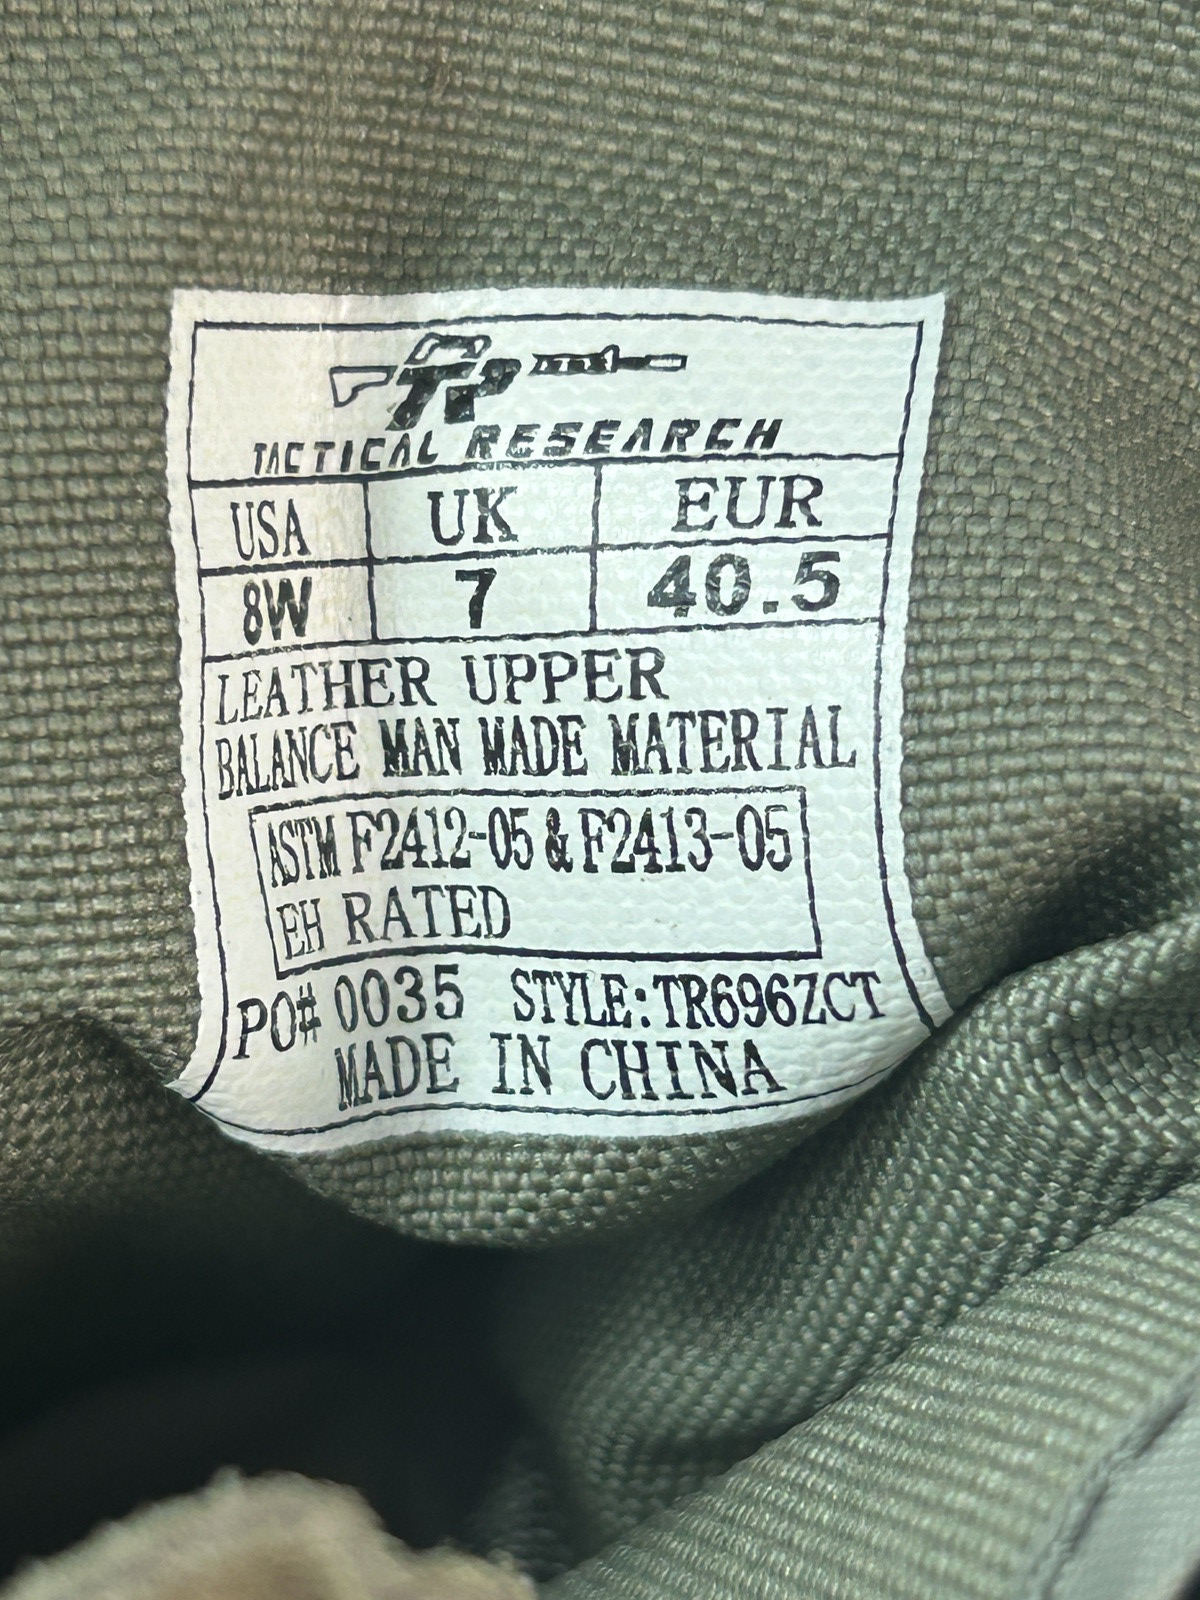 TR
TACTICAL RESEARCH
USA UK EUR
8W 7 40.5
LEATHER UPPER
BALANCE MAN MADE MATERIAL
ASTM F2412-05 & F2413-05
EH RATED
PO# 0035 STYLE:TR696ZCT
MADE IN CHINA